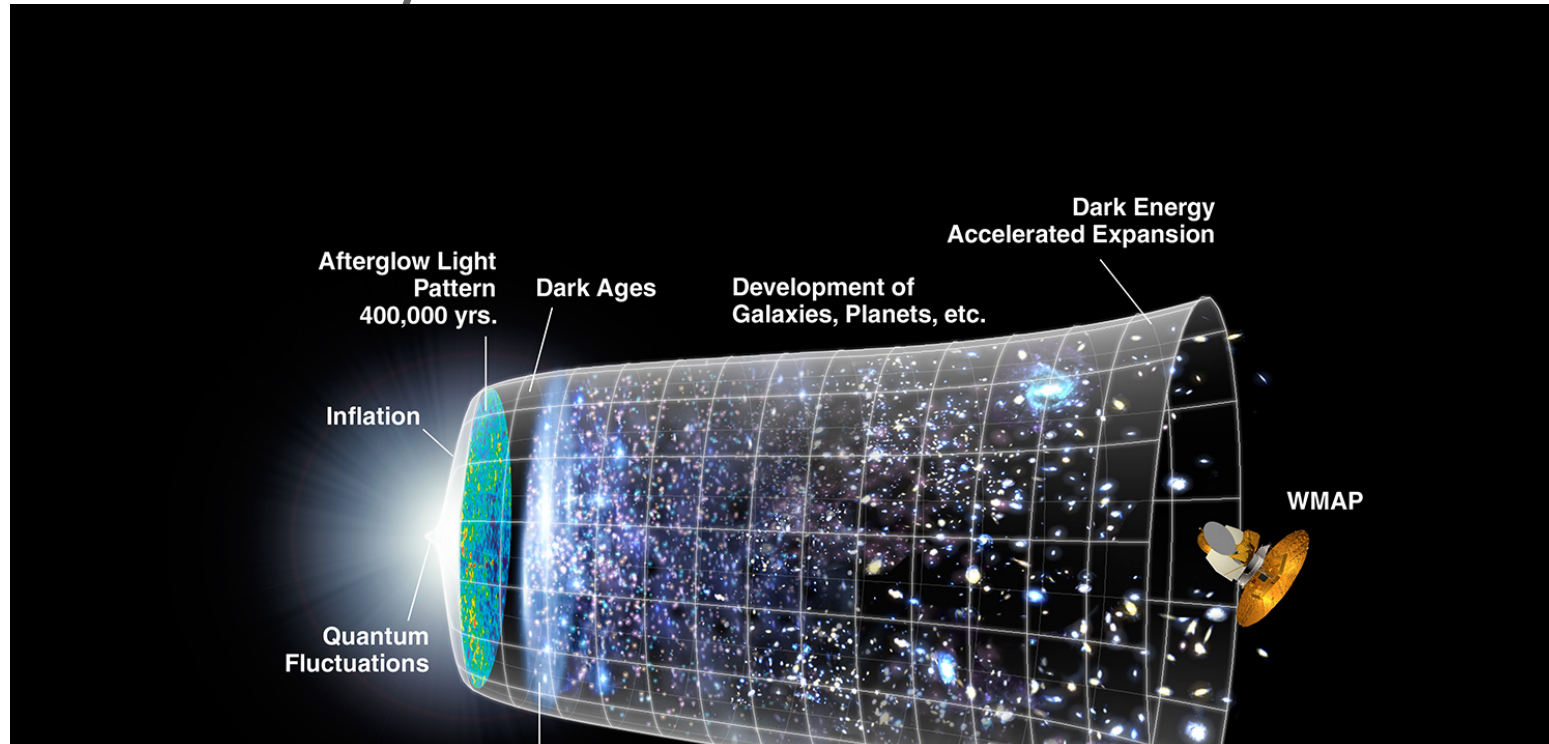 Dark Energy
Accelerated Expansion
Afterglow Light
Pattern
400,000 yrs.
Dark Ages
Development of
Galaxies, Planets, etc.
Inflation
WMAP
Quantum
Fluctuations